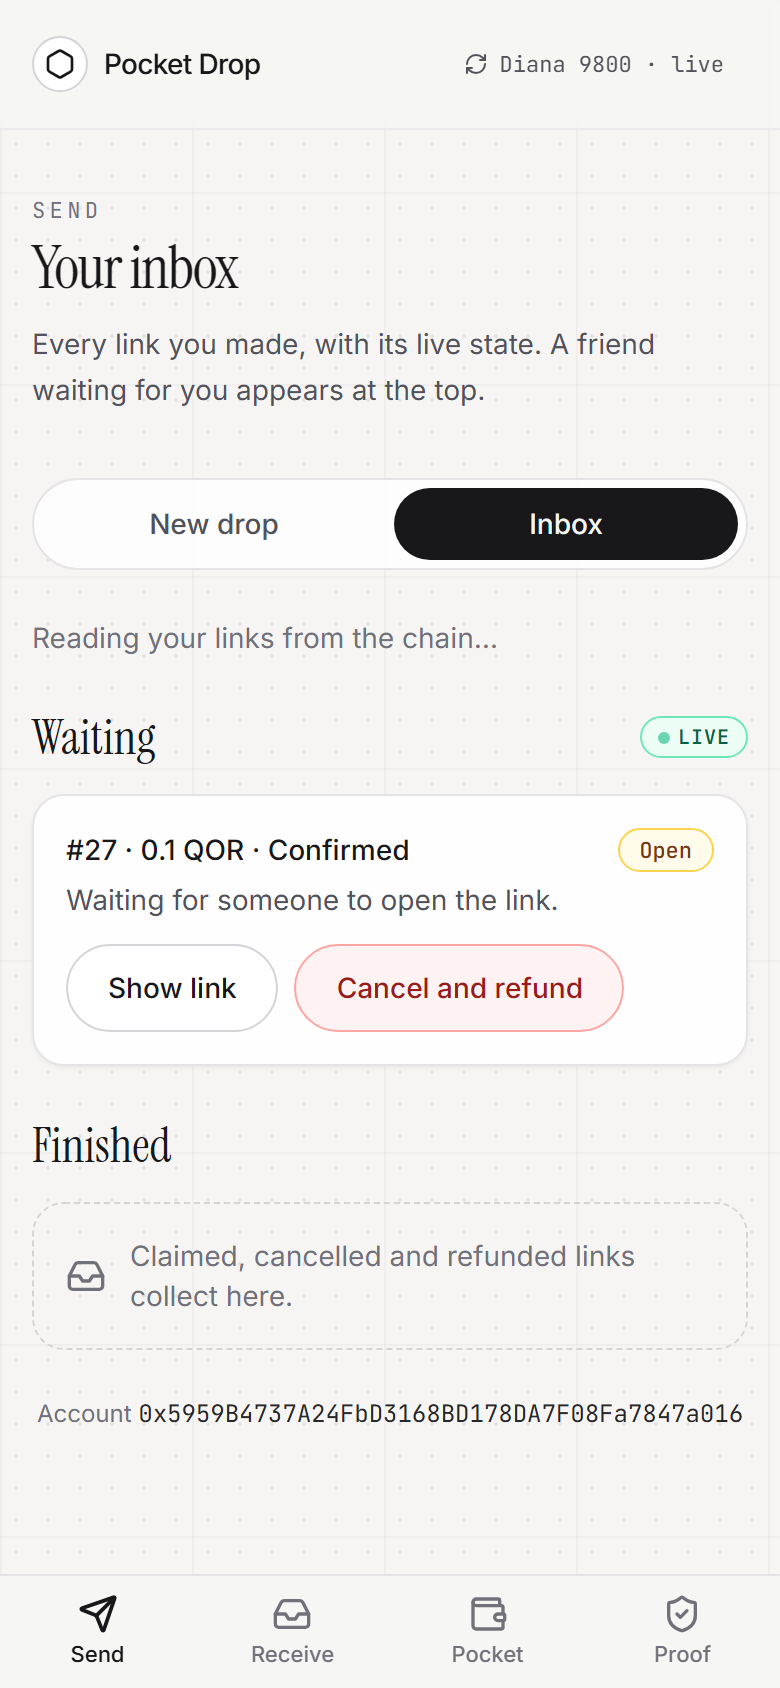 Pocket Drop
Diana 9800 · live
SEND
Your inbox
Every link you made, with its live state. A friend
waiting for you appears at the top.
New drop
Inbox
Reading your links from the chain...
Waiting
LIVE
#27 · 0.1 QOR · Confirmed
Open
Waiting for someone to open the link.
Show link
Cancel and refund
Finished
Claimed, cancelled and refunded links
collect here.
Account 0x5959B4737A24FbD3168BD178DA7F08Fa7847a016
Send
Receive
Pocket
Proof